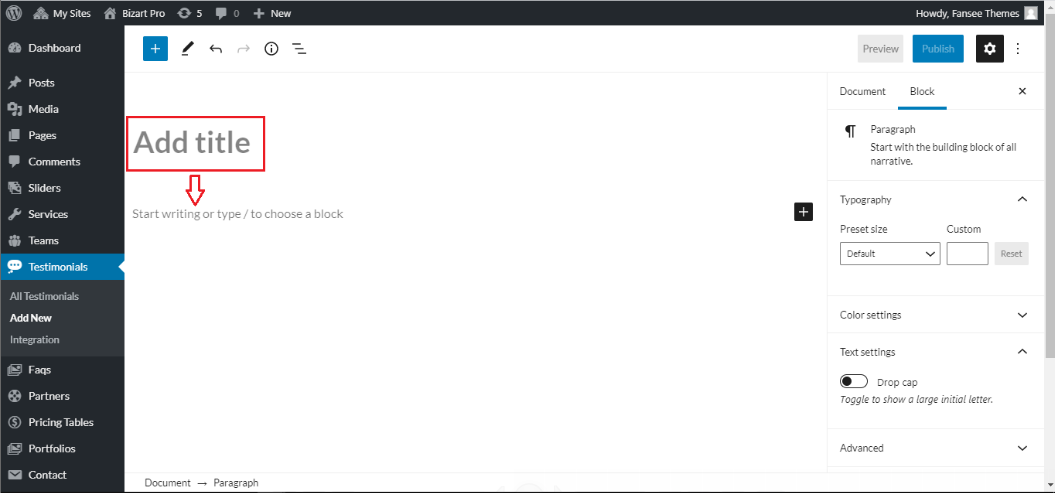 My Sites Bizart Pro 5 0 New Howdy, Fansee Themes
Dashboard
Posts
Media
Pages
Comments
Sliders
Services
Teams
Testimonials
All Testimonials
Add New
Integration
Faqs
Partners
Pricing Tables
Portfolios
Contact
Preview Publish
Add title
Start writing or type / to choose a block
Document Block
Paragraph
Start with the building block of all
narrative.
Typography
Preset size Custom
Default Reset
Color settings
Text settings
Drop cap
Toggle to show a large initial letter.
Advanced
Document → Paragraph